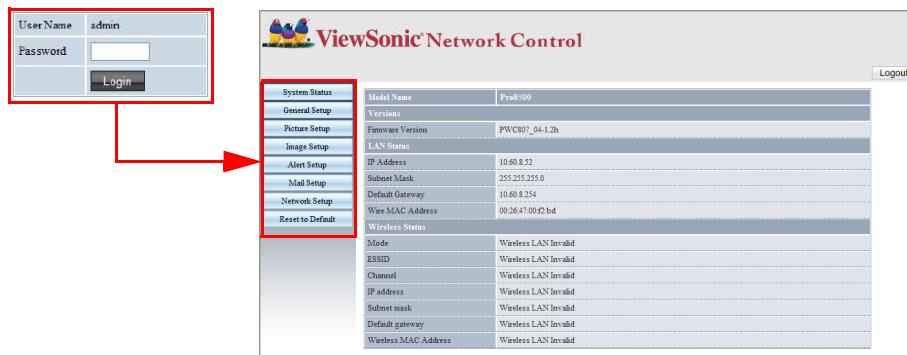 User Name admin
Password
Login
ViewSonic® Network Control
Logout
System Status
General Setup
Picture Setup
Image Setup
Alert Setup
Mail Setup
Network Setup
Reset to Default
Model Name Pro8500
Versions
Firmware Version PWC807_04-1.2h
LAN Status
IP Address 10.60.8.52
Subnet Mask 255.255.255.0
Default Gateway 10.60.8.254
Wire MAC Address 00:26:47:00:f2:bd
Wireless Status
Mode Wireless LAN Invalid
ESSID Wireless LAN Invalid
Channel Wireless LAN Invalid
IP address Wireless LAN Invalid
Subnet mask Wireless LAN Invalid
Default gateway Wireless LAN Invalid
Wireless MAC Address Wireless LAN Invalid